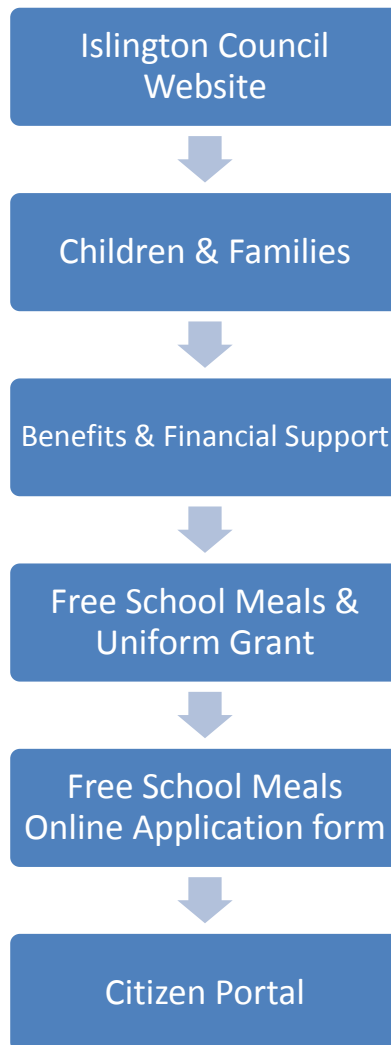 Islington Council
Website
Children & Families
Benefits & Financial Support
Free School Meals &
Uniform Grant
Free School Meals
Online Application form
Citizen Portal